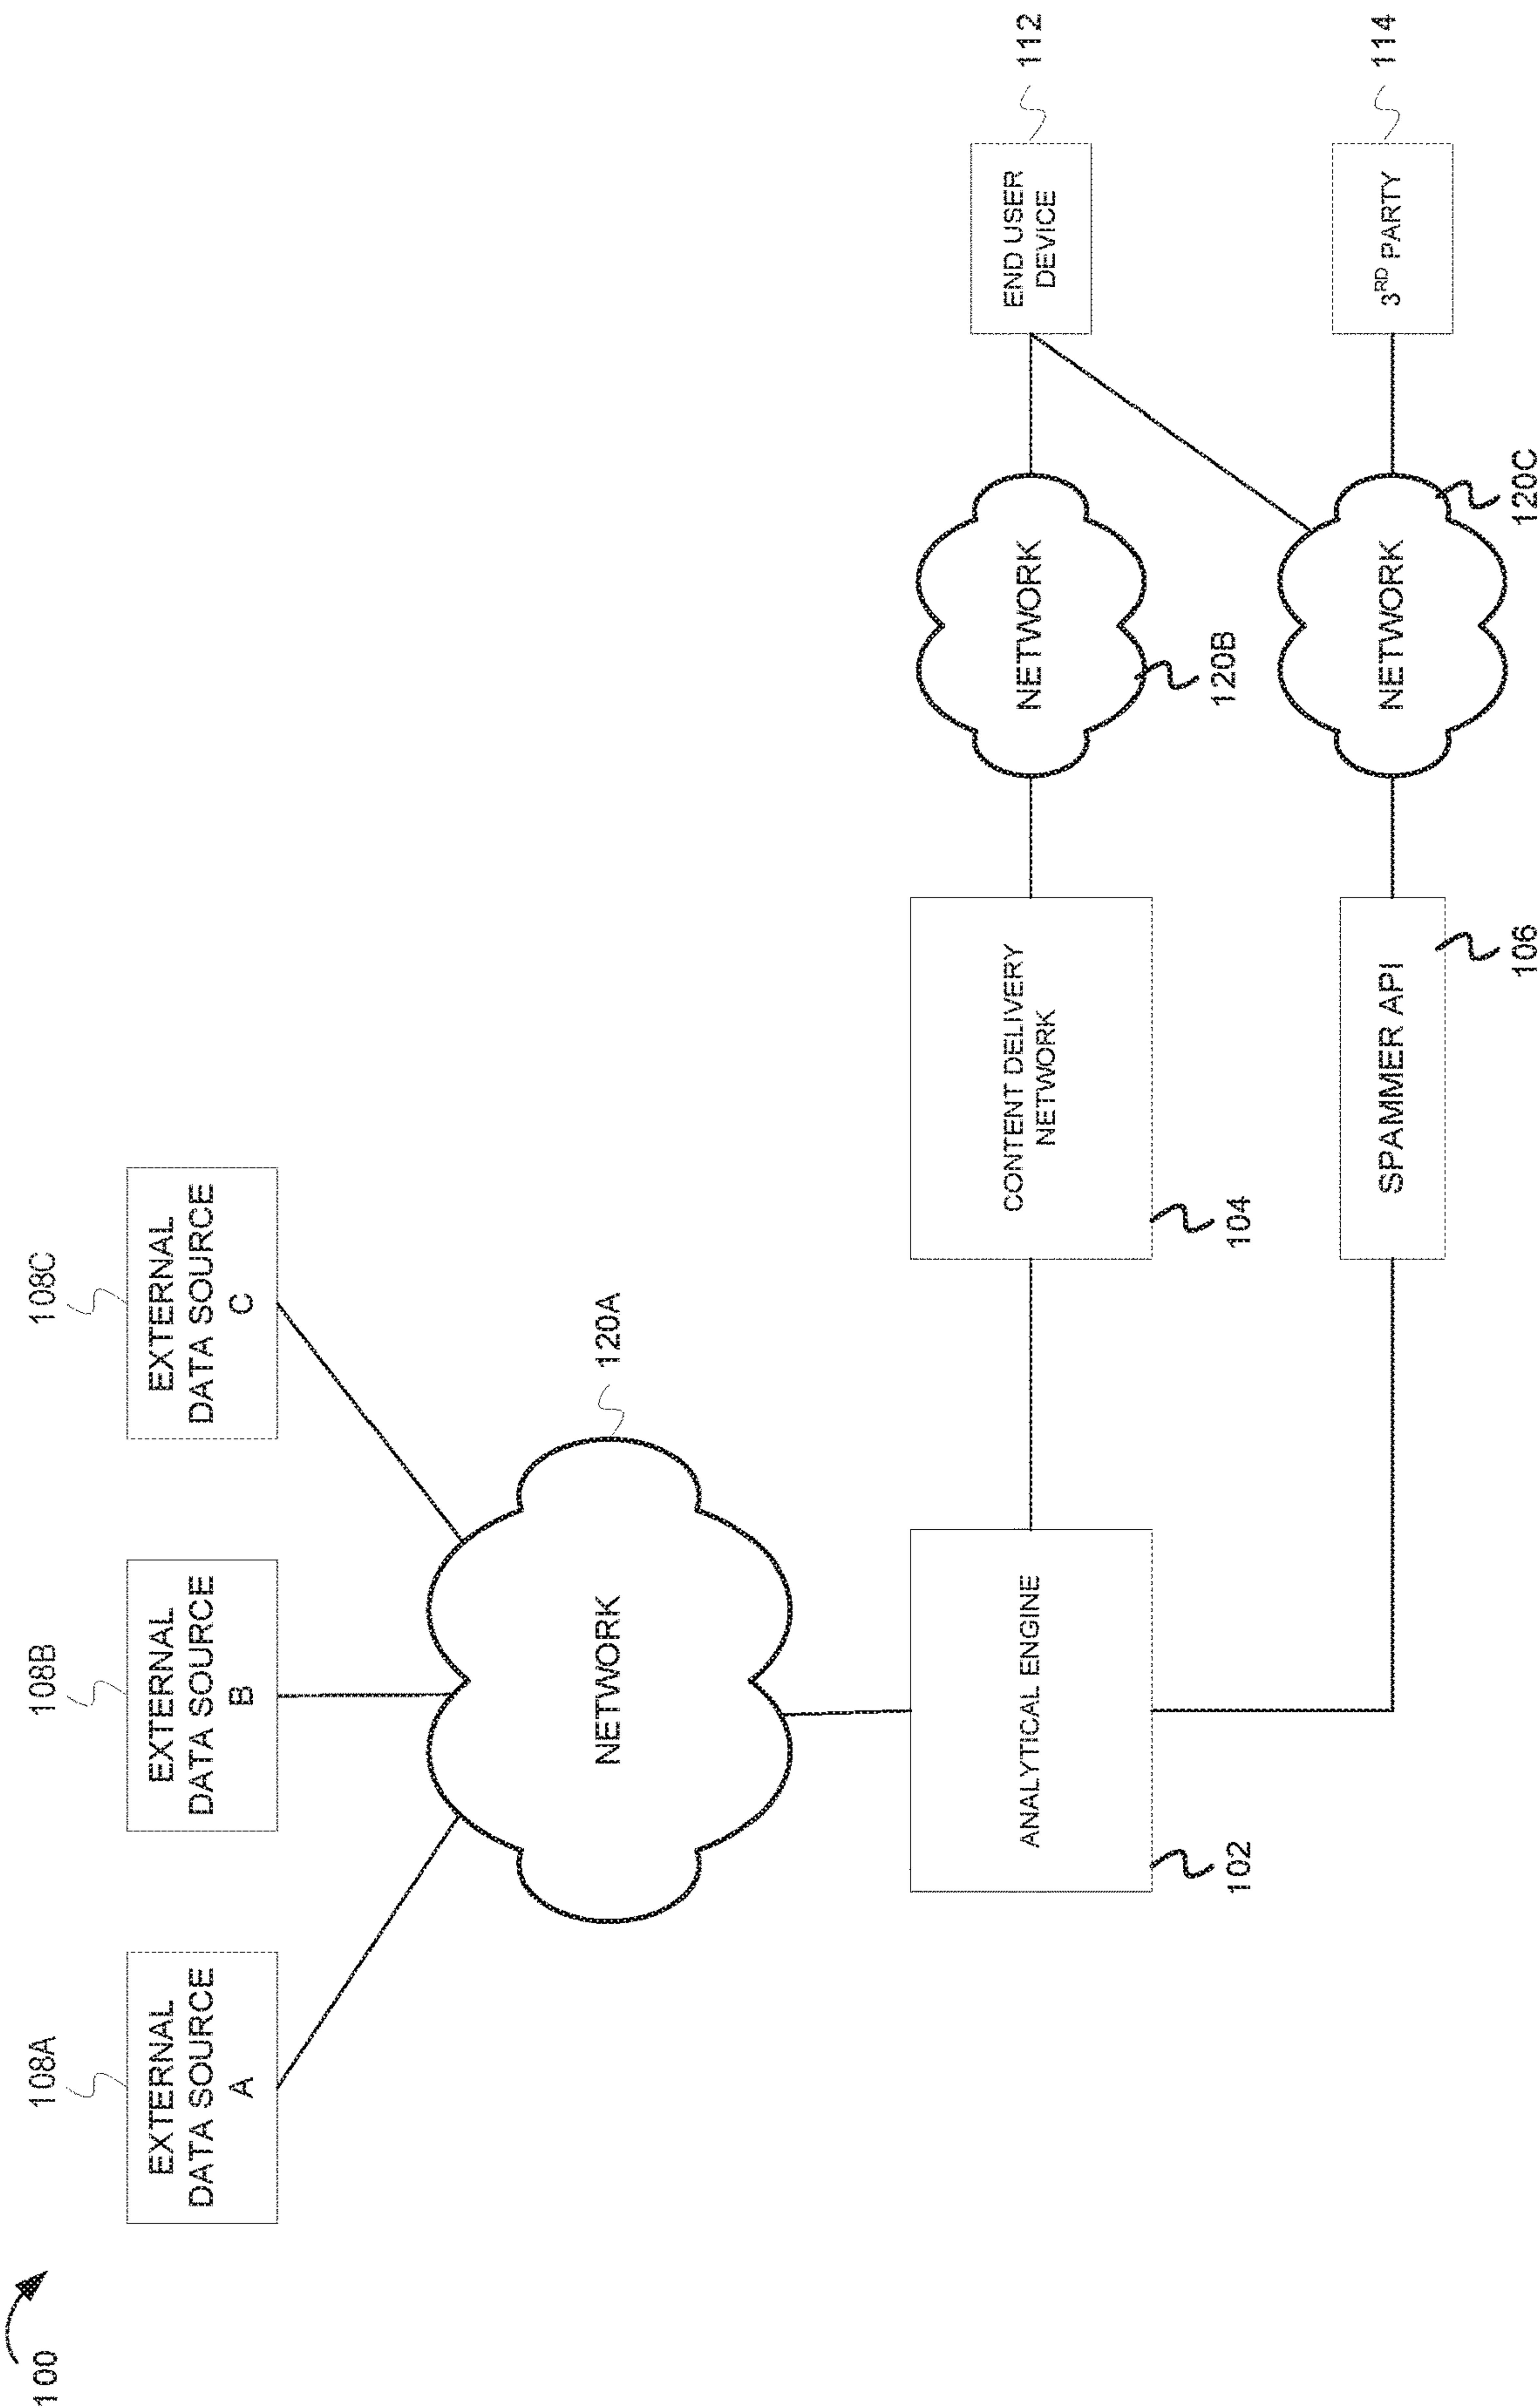 100
108A
108B
108C
EXTERNAL
DATA SOURCE
A
EXTERNAL
DATA SOURCE
B
EXTERNAL
DATA SOURCE
C
NETWORK
120A
ANALYTICAL ENGINE
102
CONTENT DELIVERY
NETWORK
104
NETWORK
120B
END USER
DEVICE
112
SPAMMER API
106
NETWORK
120C
3RD PARTY
114